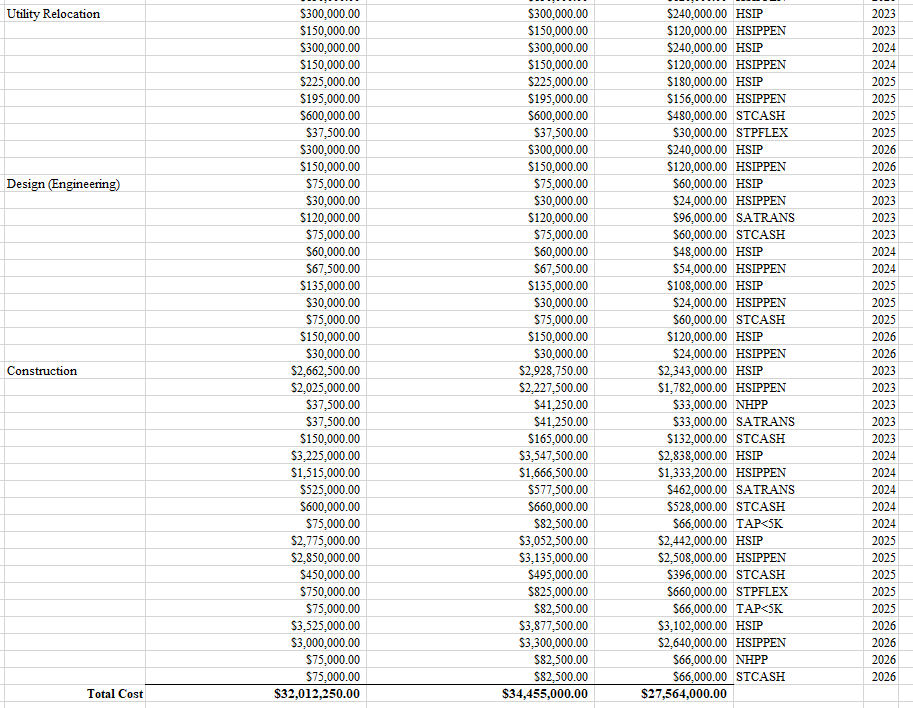 Utility Relocation $300,000.00 $300,000.00 $240,000.00 HSIP 2023
$150,000.00 $150,000.00 $120,000.00 HSIPPEN 2023
$300,000.00 $300,000.00 $240,000.00 HSIP 2024
$150,000.00 $150,000.00 $120,000.00 HSIPPEN 2024
$225,000.00 $225,000.00 $180,000.00 HSIP 2025
$195,000.00 $195,000.00 $156,000.00 HSIPPEN 2025
$600,000.00 $600,000.00 $480,000.00 STCASH 2025
$37,500.00 $37,500.00 $30,000.00 STPFLEX 2025
$300,000.00 $300,000.00 $240,000.00 HSIP 2026
$150,000.00 $150,000.00 $120,000.00 HSIPPEN 2026
Design (Engineering) $75,000.00 $75,000.00 $60,000.00 HSIP 2023
$30,000.00 $30,000.00 $24,000.00 HSIPPEN 2023
$120,000.00 $120,000.00 $96,000.00 SATRANS 2023
$75,000.00 $75,000.00 $60,000.00 STCASH 2023
$60,000.00 $60,000.00 $48,000.00 HSIP 2024
$67,500.00 $67,500.00 $54,000.00 HSIPPEN 2024
$135,000.00 $135,000.00 $108,000.00 HSIP 2025
$30,000.00 $30,000.00 $24,000.00 HSIPPEN 2025
$75,000.00 $75,000.00 $60,000.00 STCASH 2025
$150,000.00 $150,000.00 $120,000.00 HSIP 2026
$30,000.00 $30,000.00 $24,000.00 HSIPPEN 2026
Construction $2,662,500.00 $2,928,750.00 $2,343,000.00 HSIP 2023
$2,025,000.00 $2,227,500.00 $1,782,000.00 HSIPPEN 2023
$37,500.00 $41,250.00 $33,000.00 NHPP 2023
$37,500.00 $41,250.00 $33,000.00 SATRANS 2023
$150,000.00 $165,000.00 $132,000.00 STCASH 2023
$3,225,000.00 $3,547,500.00 $2,838,000.00 HSIP 2024
$1,515,000.00 $1,666,500.00 $1,333,200.00 HSIPPEN 2024
$525,000.00 $577,500.00 $462,000.00 SATRANS 2024
$600,000.00 $660,000.00 $528,000.00 STCASH 2024
$75,000.00 $82,500.00 $66,000.00 TAP<5K 2024
$2,775,000.00 $3,052,500.00 $2,442,000.00 HSIP 2025
$2,850,000.00 $3,135,000.00 $2,508,000.00 HSIPPEN 2025
$450,000.00 $495,000.00 $396,000.00 STCASH 2025
$750,000.00 $825,000.00 $660,000.00 STPFLEX 2025
$75,000.00 $82,500.00 $66,000.00 TAP<5K 2025
$3,525,000.00 $3,877,500.00 $3,102,000.00 HSIP 2026
$3,000,000.00 $3,300,000.00 $2,640,000.00 HSIPPEN 2026
$75,000.00 $82,500.00 $66,000.00 NHPP 2026
$75,000.00 $82,500.00 $66,000.00 STCASH 2026
Total Cost $32,012,250.00 $34,455,000.00 $27,564,000.00